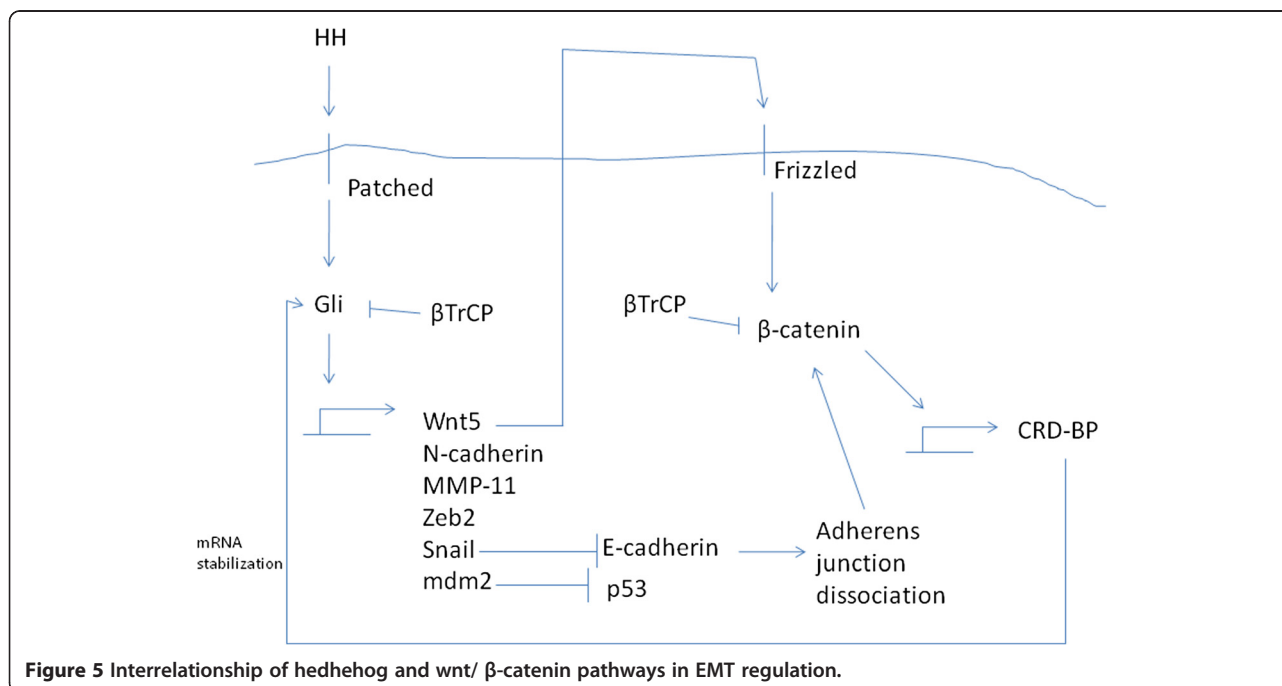 HH
Patched
Frizzled
Gli
βTrCP
βTrCP
β-catenin
Wnt5
N-cadherin
MMP-11
Zeb2
Snail
mdm2
CRD-BP
E-cadherin
p53
Adherens
junction
dissociation
mRNA
stabilization
Figure 5 Interrelationship of hedhehog and wnt/ β-catenin pathways in EMT regulation.